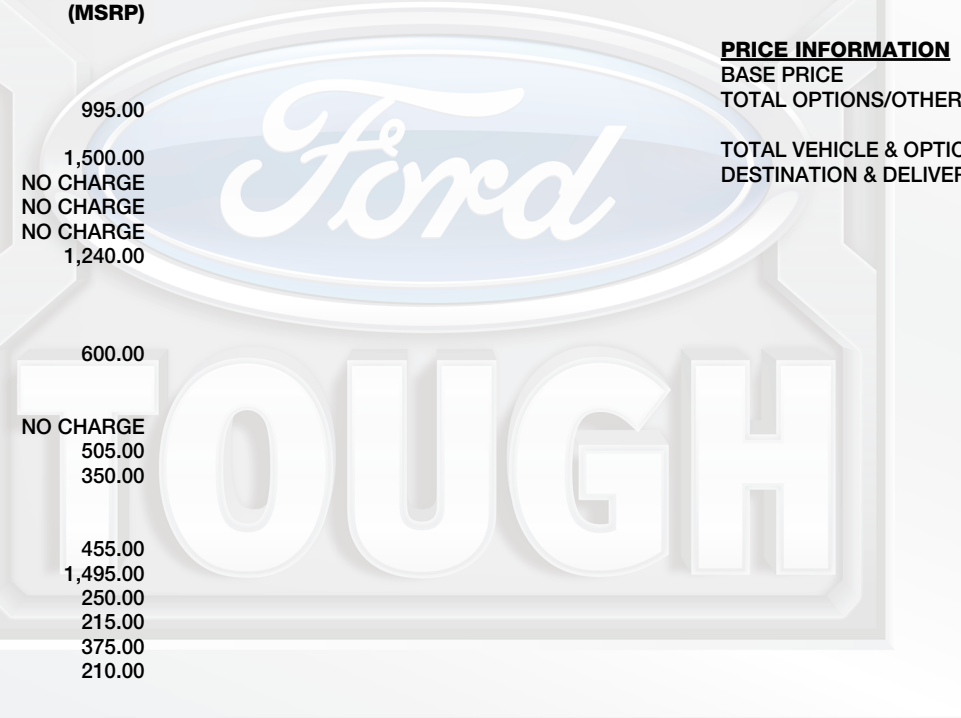 (MSRP)
995.00
1,500.00
NO CHARGE
NO CHARGE
NO CHARGE
1,240.00
600.00
NO CHARGE
505.00
350.00
455.00
1,495.00
250.00
215.00
375.00
210.00
PRICE INFORMATION
BASE PRICE
TOTAL OPTIONS/OTHER
TOTAL VEHICLE & OPTIO
DESTINATION & DELIVER
Ford
TOUGH